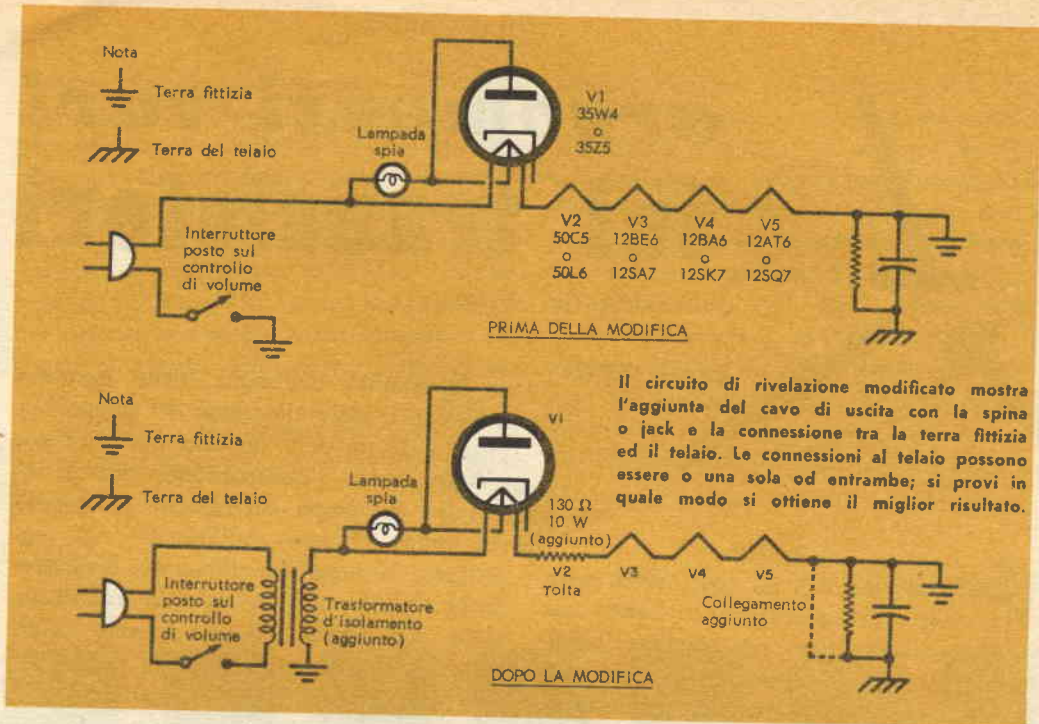 Nota
Terra fittizia
Terra del telaio
Lampada
spia
V1
35W4
o
35Z5
Interruttore
posto sul
controllo
di volume
V2
50C5
o
50L6
V3
12BE6
o
12SA7
V4
12BA6
o
12SK7
V5
12AT6
o
12SQ7
PRIMA DELLA MODIFICA
Il circuito di rivelazione modificato mostra
l'aggiunta del cavo di uscita con la spina
o jack e la connessione tra la terra fittizia
ed il telaio. Le connessioni al telaio possono
essere o una sola od entrambe; si provi in
quale modo si ottiene il miglior risultato.
Nota
Terra fittizia
Terra del telaio
Lampada
spia
V1
130 Ω
10 W
(aggiunto)
V2
Tolta
V3
V4
V5
Interruttore
posto sul
controllo
di volume
Trasformatore
d'isolamento
(aggiunto)
Collegamento
aggiunto
DOPO LA MODIFICA